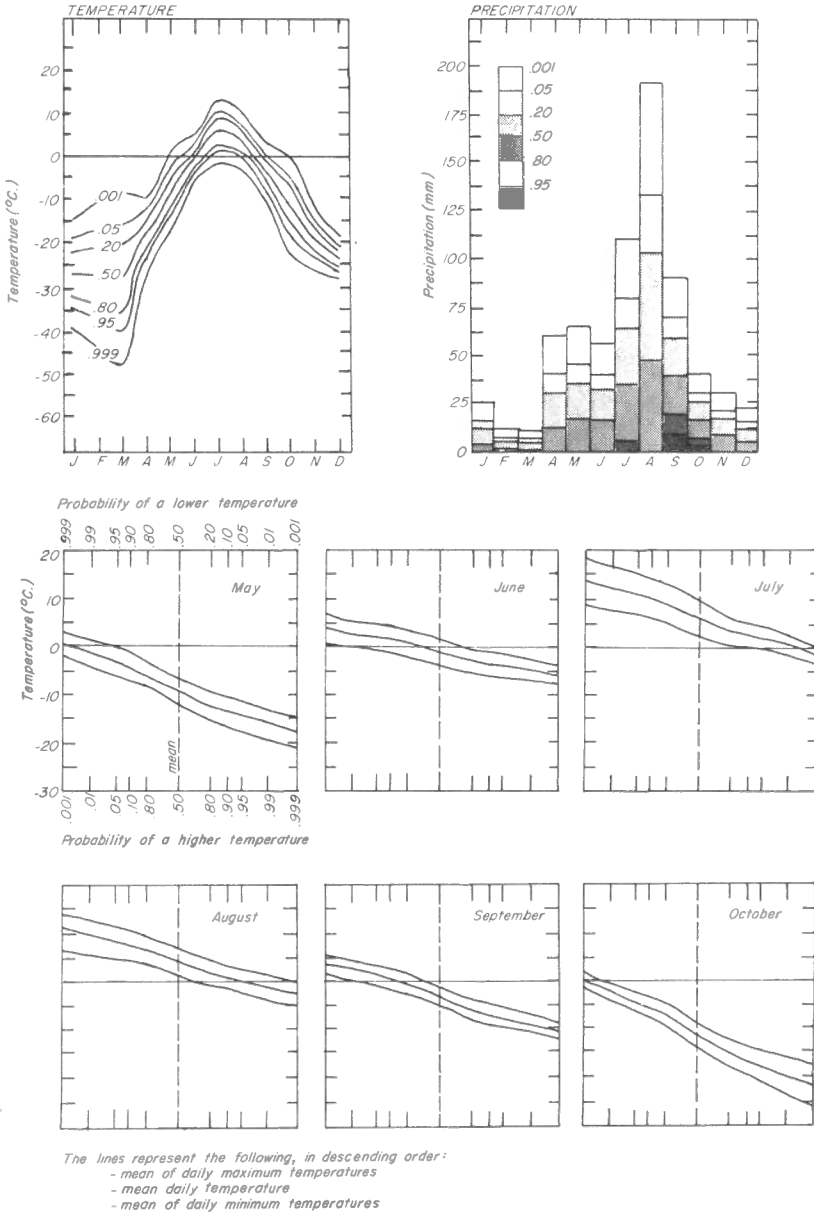 TEMPERATURE
20
10
0
-10
-20
-30
-40
-50
-60
Temperature (°C.)
.001
.05
.20
.50
.80
.95
.999
J F M A M J J A S O N D
PRECIPITATION
200
175
150
125
100
75
50
25
0
Precipitation (mm)
.001
.05
.20
.50
.80
.95
J F M A M J J A S O N D
Probability of a lower temperature
.999 .99 .95 .90 .80 .50 .20 .10 .05 .01 .001
20
10
0
-10
-20
-30
Temperature (°C.)
May
mean
June
July
.001 .01 .05 .10 .80 .50 .80 .90 .95 .99 .999
Probability of a higher temperature
August
September
October
The lines represent the following, in descending order:
- mean of daily maximum temperatures
- mean daily temperature
- mean of daily minimum temperatures